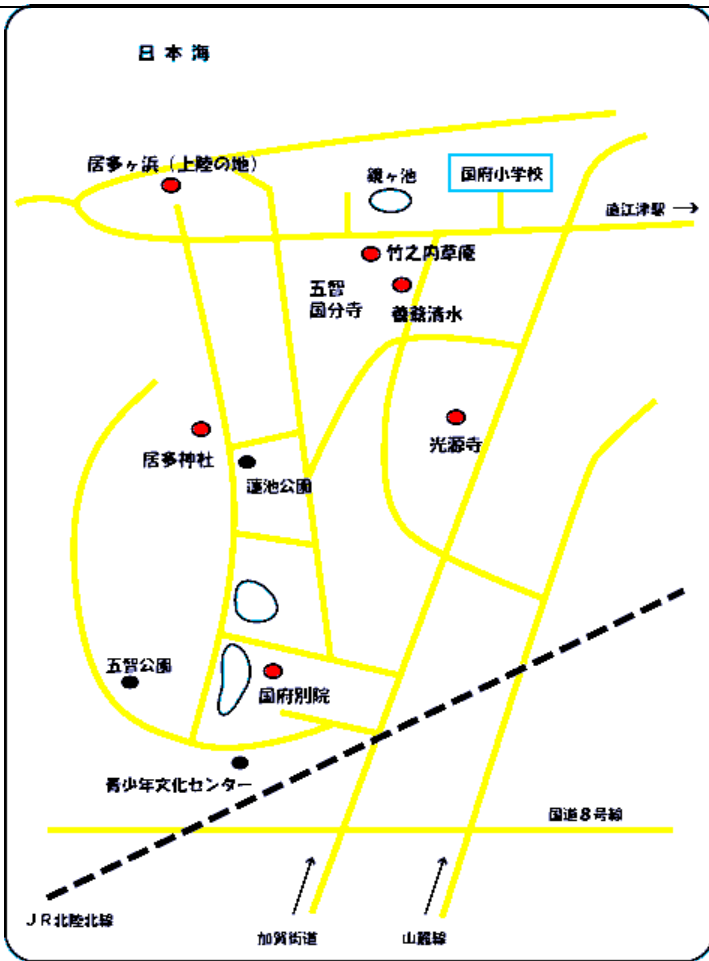 日本海
居多ヶ浜（上陸の地）
鏡ヶ池
国府小学校
直江津駅 →
竹之内草庵
五智
国分寺
養爺清水
光源寺
居多神社
蓮池公園
五智公園
国府別院
青少年文化センター
国道8号線
JR北陸北線
加賀街道
山麓線